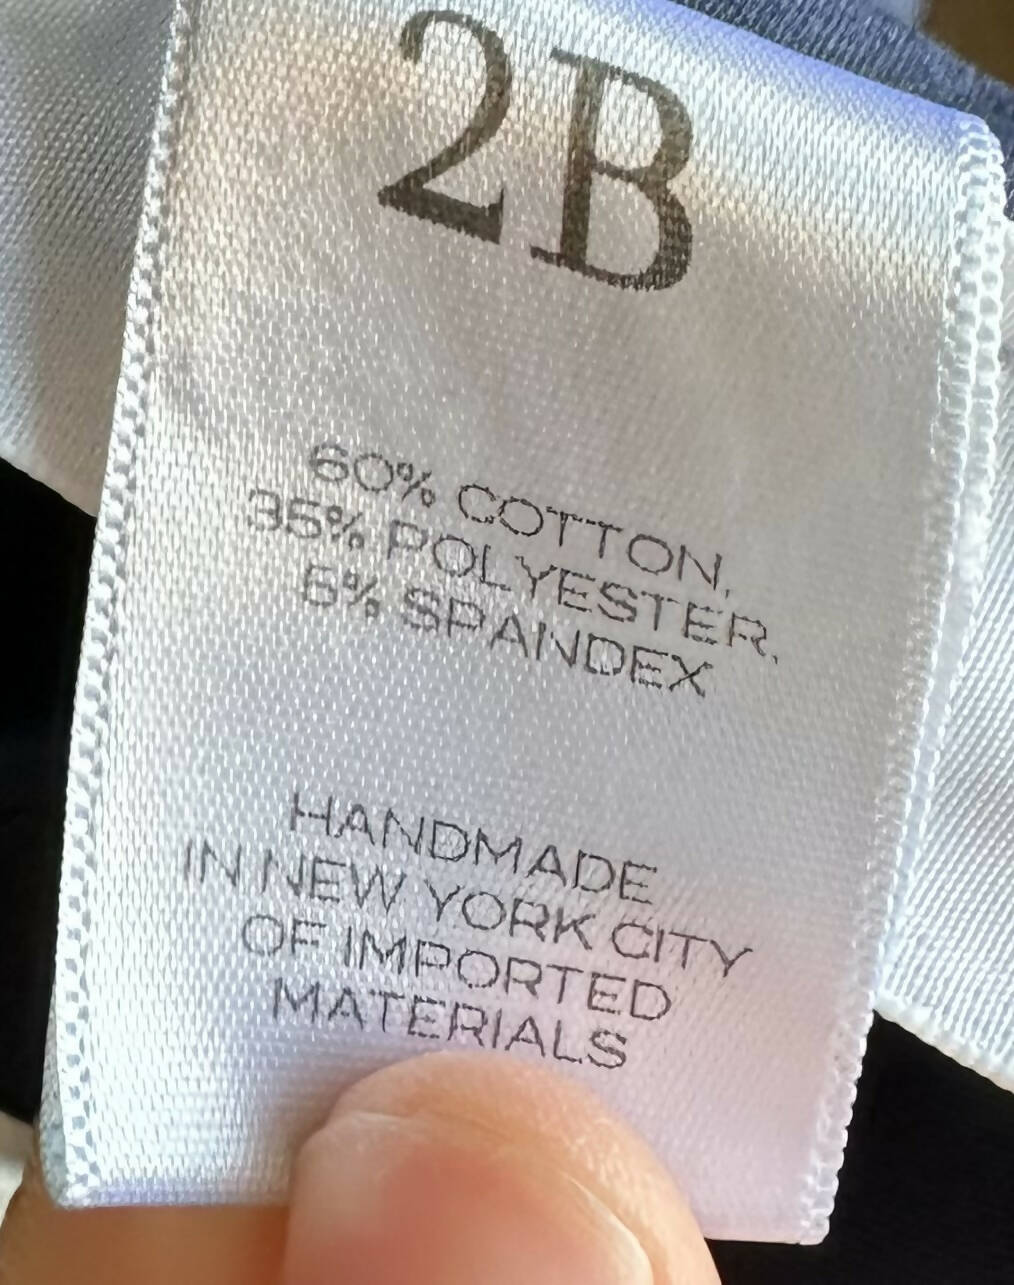 2B
60% COTTON,
35% POLYESTER,
5% SPANDEX
HANDMADE
IN NEW YORK CITY
OF IMPORTED
MATERIALS